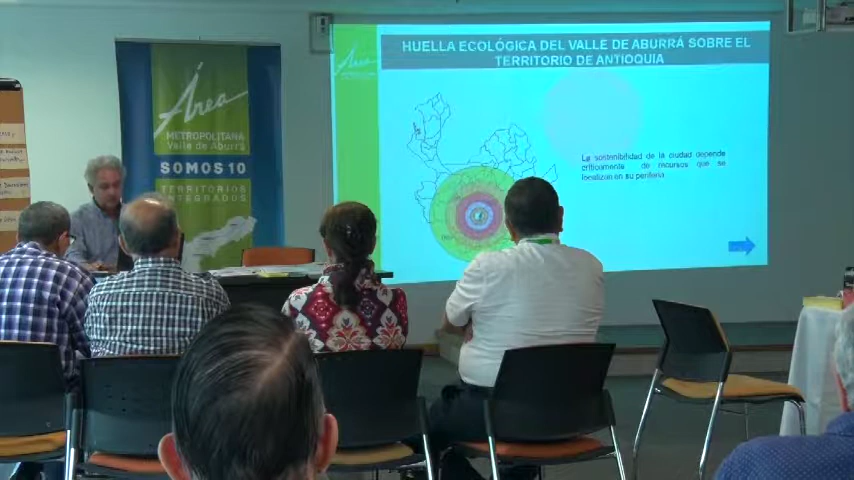 Área
METROPOLITANA
Valle de Aburrá
SOMOS 10
TERRITORIOS
INTEGRADOS
HUELLA ECOLÓGICA DEL VALLE DE ABURRÁ SOBRE EL
TERRITORIO DE ANTIOQUIA
La sostenibilidad de la ciudad depende
críticamente de recursos que se
localizan en su periferia